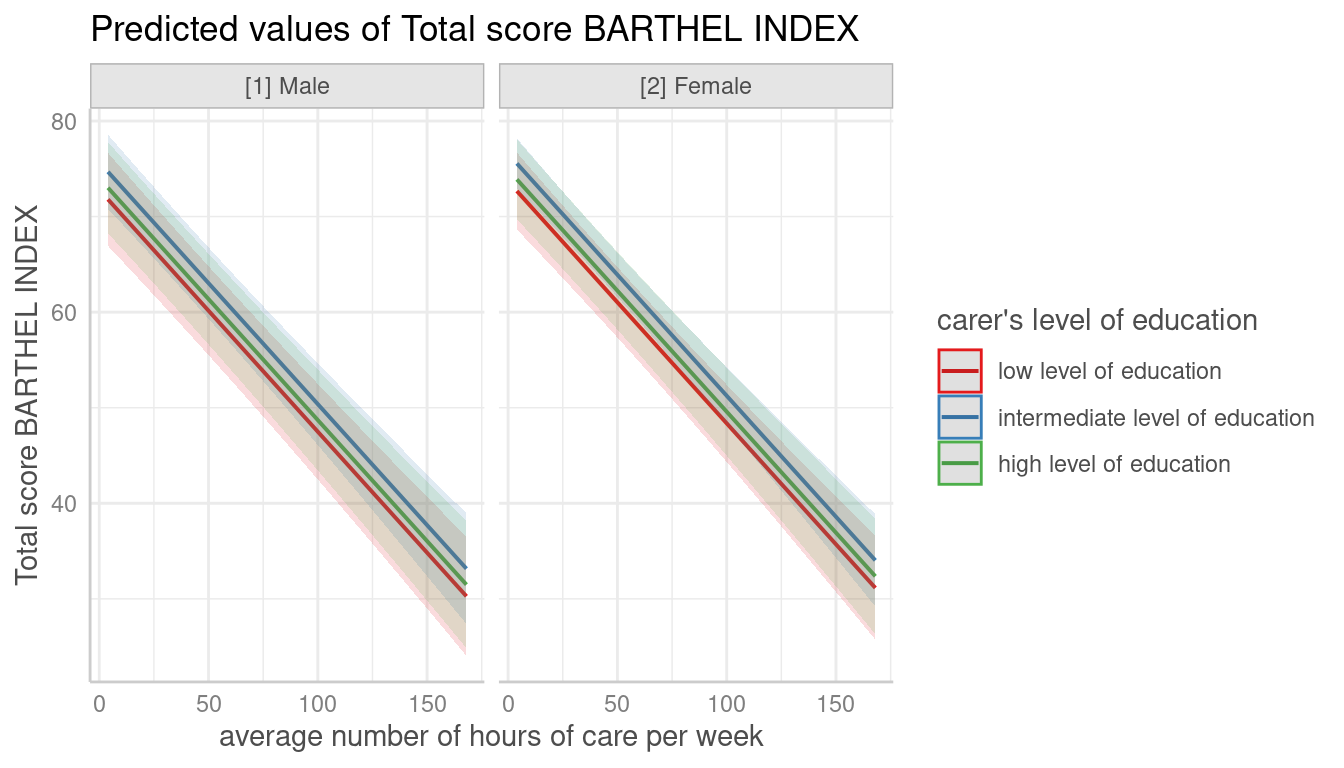 Predicted values of Total score BARTHEL INDEX
[1] Male
[2] Female
80
60
40
Total score BARTHEL INDEX
0 50 100 150
0 50 100 150
average number of hours of care per week
carer's level of education
low level of education
intermediate level of education
high level of education